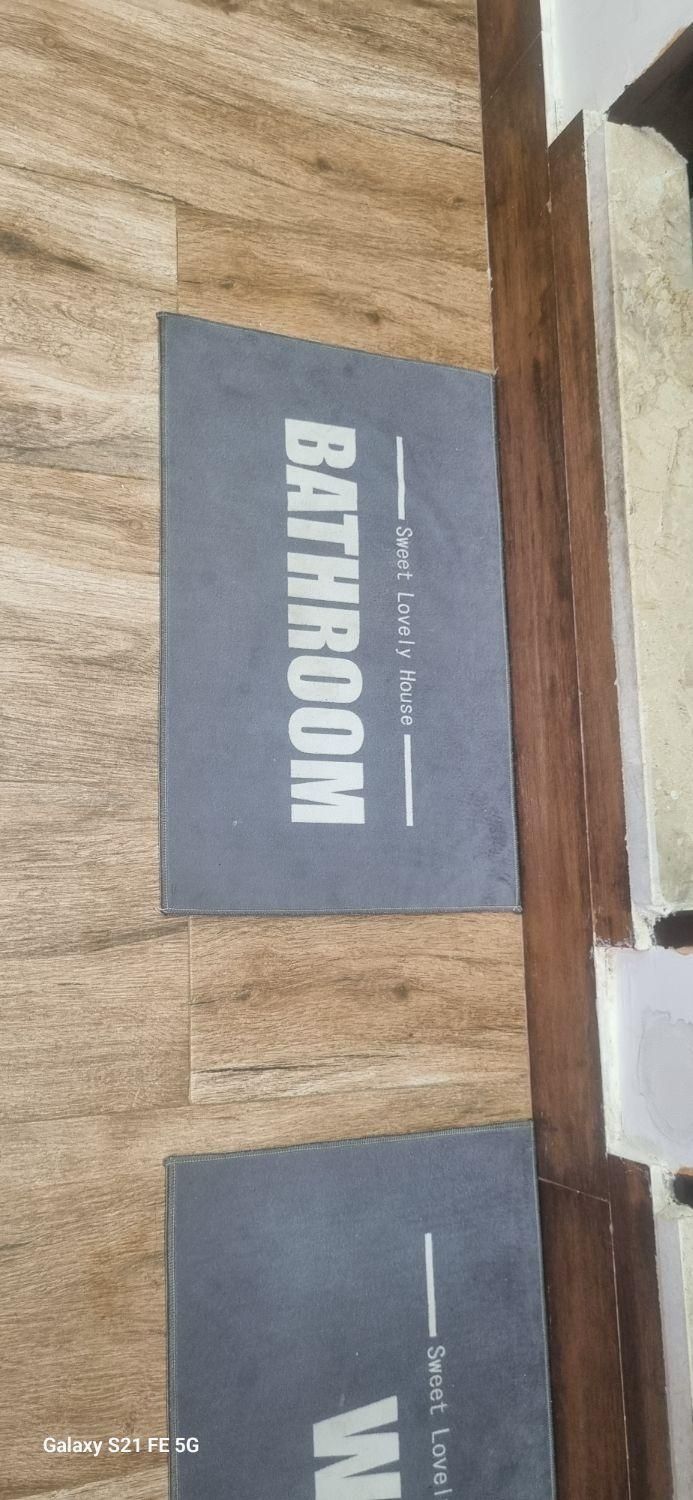 Sweet Lovely House
BATHROOM
Sweet Lovel
W
Galaxy S21 FE 5G